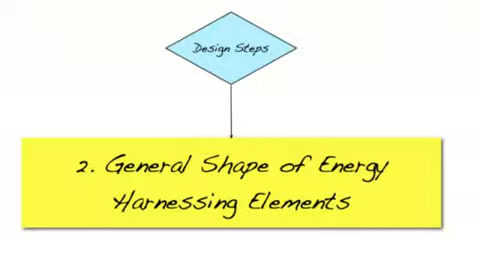 Design Steps
2. General Shape of Energy
Harnessing Elements